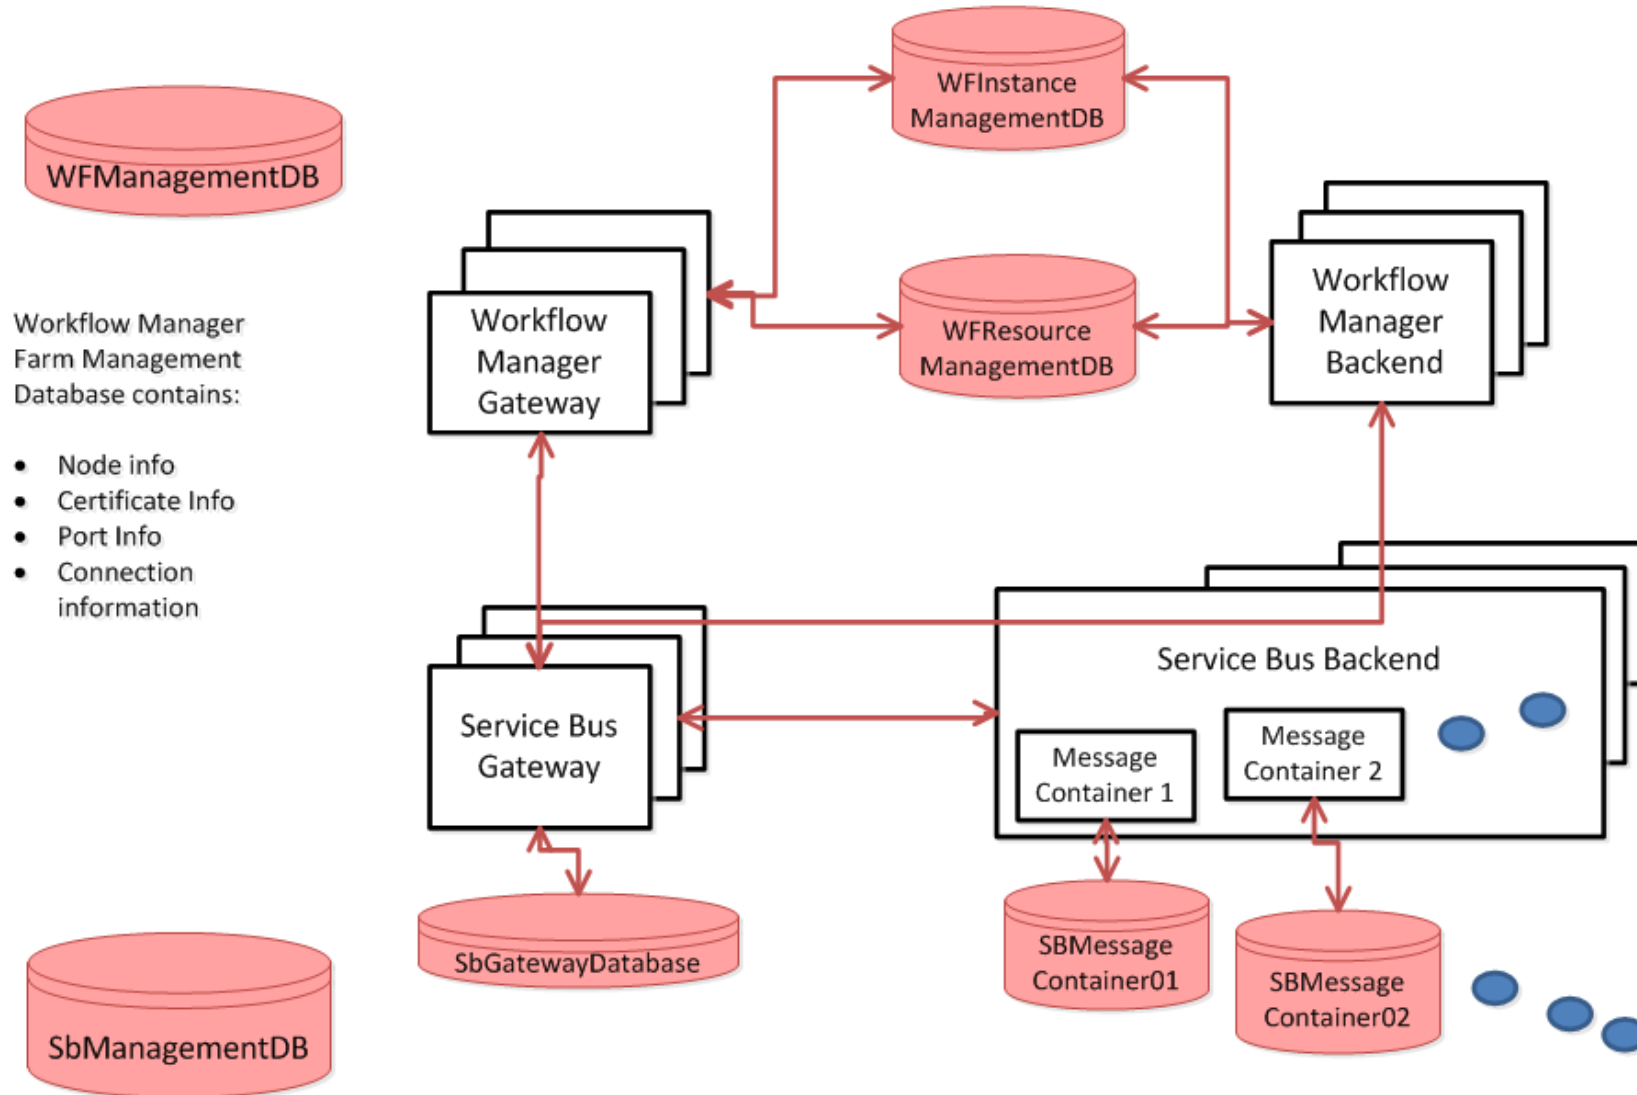 WFInstance
ManagementDB
WFManagementDB
Workflow
Manager
Gateway
WFResource
ManagementDB
Workflow
Manager
Backend
Workflow Manager
Farm Management
Database contains:
• Node info
• Certificate Info
• Port Info
• Connection
information
Service Bus
Gateway
Service Bus Backend
Message
Container 1
Message
Container 2
SbGatewayDatabase
SBMessage
Container01
SBMessage
Container02
SbManagementDB